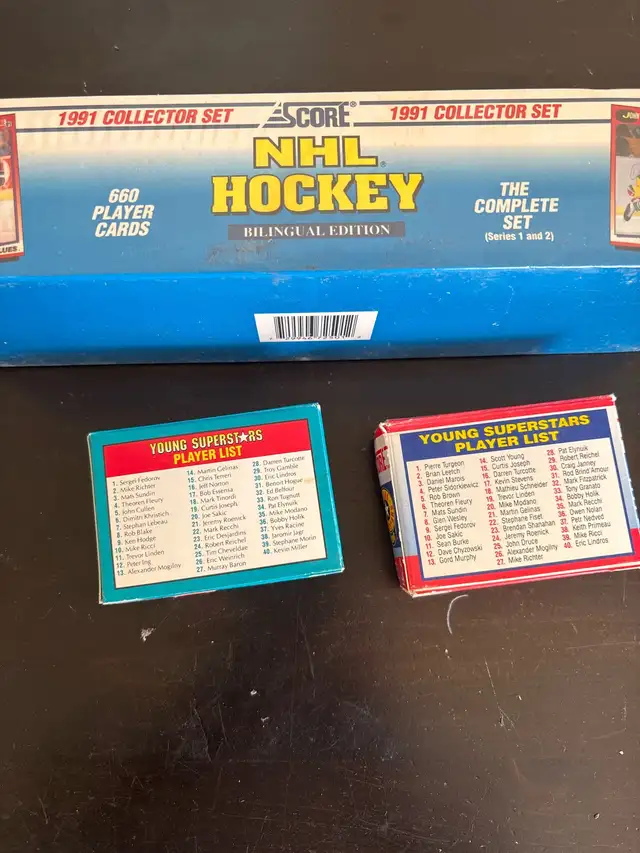 1991 COLLECTOR SET SCORE® 1991 COLLECTOR SET
NHL®
HOCKEY
BILINGUAL EDITION
660
PLAYER
CARDS
THE
COMPLETE
SET
(Series 1 and 2)
YOUNG SUPERSTARS
PLAYER LIST
1. Sergei Fedorov
2. Mike Richter
3. Mats Sundin
4. Theoren Fleury
5. John Cullen
6. Dimitri Khristich
7. Stephan Lebeau
8. Rob Blake
9. Ken Hodge
10. Mike Ricci
11. Trevor Linden
12. Peter Ing
13. Alexander Mogilny
14. Martin Gelinas
15. Chris Terreri
16. Jeff Norton
17. Bob Essensa
18. Mark Tinordi
19. Curtis Joseph
20. Joe Sakic
21. Jeremy Roenick
22. Mark Recchi
23. Eric Desjardins
24. Robert Reichel
25. Tim Cheveldae
26. Eric Weinrich
27. Murray Baron
28. Darren Turcotte
29. Troy Gamble
30. Eric Lindros
31. Benoit Hogue
32. Ed Belfour
33. Ron Tugnutt
34. Pat Elynuik
35. Mike Modano
36. Bobby Holik
37. Yves Racine
38. Jaromir Jagr
39. Stephane Morin
40. Kevin Miller
YOUNG SUPERSTARS
PLAYER LIST
1. Pierre Turgeon
2. Brian Leetch
3. Daniel Marois
4. Peter Sidorkiewicz
5. Rob Brown
6. Theoren Fleury
7. Mats Sundin
8. Glen Wesley
9. Sergei Fedorov
10. Joe Sakic
11. Sean Burke
12. Dave Chyzowski
13. Gord Murphy
14. Scott Young
15. Curtis Joseph
16. Darren Turcotte
17. Kevin Stevens
18. Mathieu Schneider
19. Trevor Linden
20. Mike Modano
21. Martin Gelinas
22. Stephane Fiset
23. Brendan Shanahan
24. Jeremy Roenick
25. John Druce
26. Alexander Mogilny
27. Mike Richter
28. Pat Elynuik
29. Robert Reichel
30. Craig Janney
31. Rod Brind'Amour
32. Mark Fitzpatrick
33. Tony Granato
34. Bobby Holik
35. Mark Recchi
36. Owen Nolan
37. Petr Nedved
38. Keith Primeau
39. Mike Ricci
40. Eric Lindros